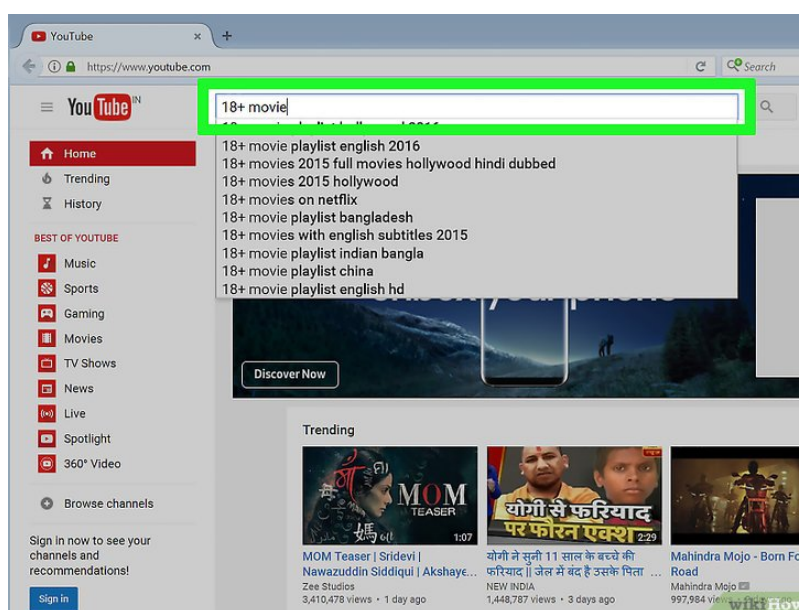 YouTube
https://www.youtube.com
Search
You Tube IN
18+ movie
18+ movie playlist english 2016
18+ movies 2015 full movies hollywood hindi dubbed
18+ movies 2015 hollywood
18+ movies on netflix
18+ movie playlist bangladesh
18+ movies with english subtitles 2015
18+ movie playlist indian bangla
18+ movie playlist china
18+ movie playlist english hd
Home
Trending
History
BEST OF YOUTUBE
Music
Sports
Gaming
Movies
TV Shows
News
Live
Spotlight
360° Video
Browse channels
Sign in now to see your
channels and
recommendations!
Sign in
Discover Now
Trending
माँ
MOM
TEASER
1:07
MOM Teaser | Sridevi |
Nawazuddin Siddiqui | Akshaye...
Zee Studios
3,410,478 views • 1 day ago
योगी से फरियाद
पर फौरन एक्शन
2:29
योगी ने सुनी 11 साल के बच्चे की
फरियाद || जेल में बंद है उसके पिता ...
NEW INDIA
1,448,787 views • 3 days ago
Mahindra Mojo - Born Fo
Road
Mahindra Mojo
997,984 views
wikiHow